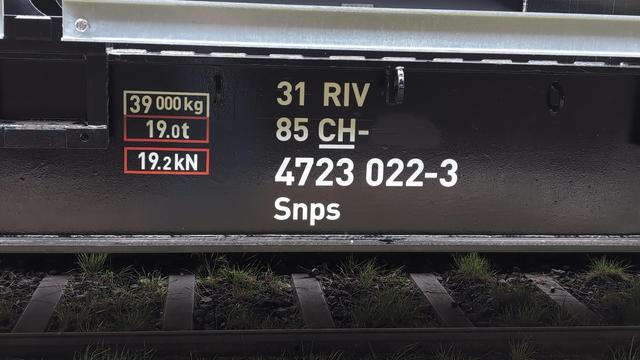 39 000 kg
19.0t
19.2kN
31 RIV
85 CH-
4723 022-3
Snps